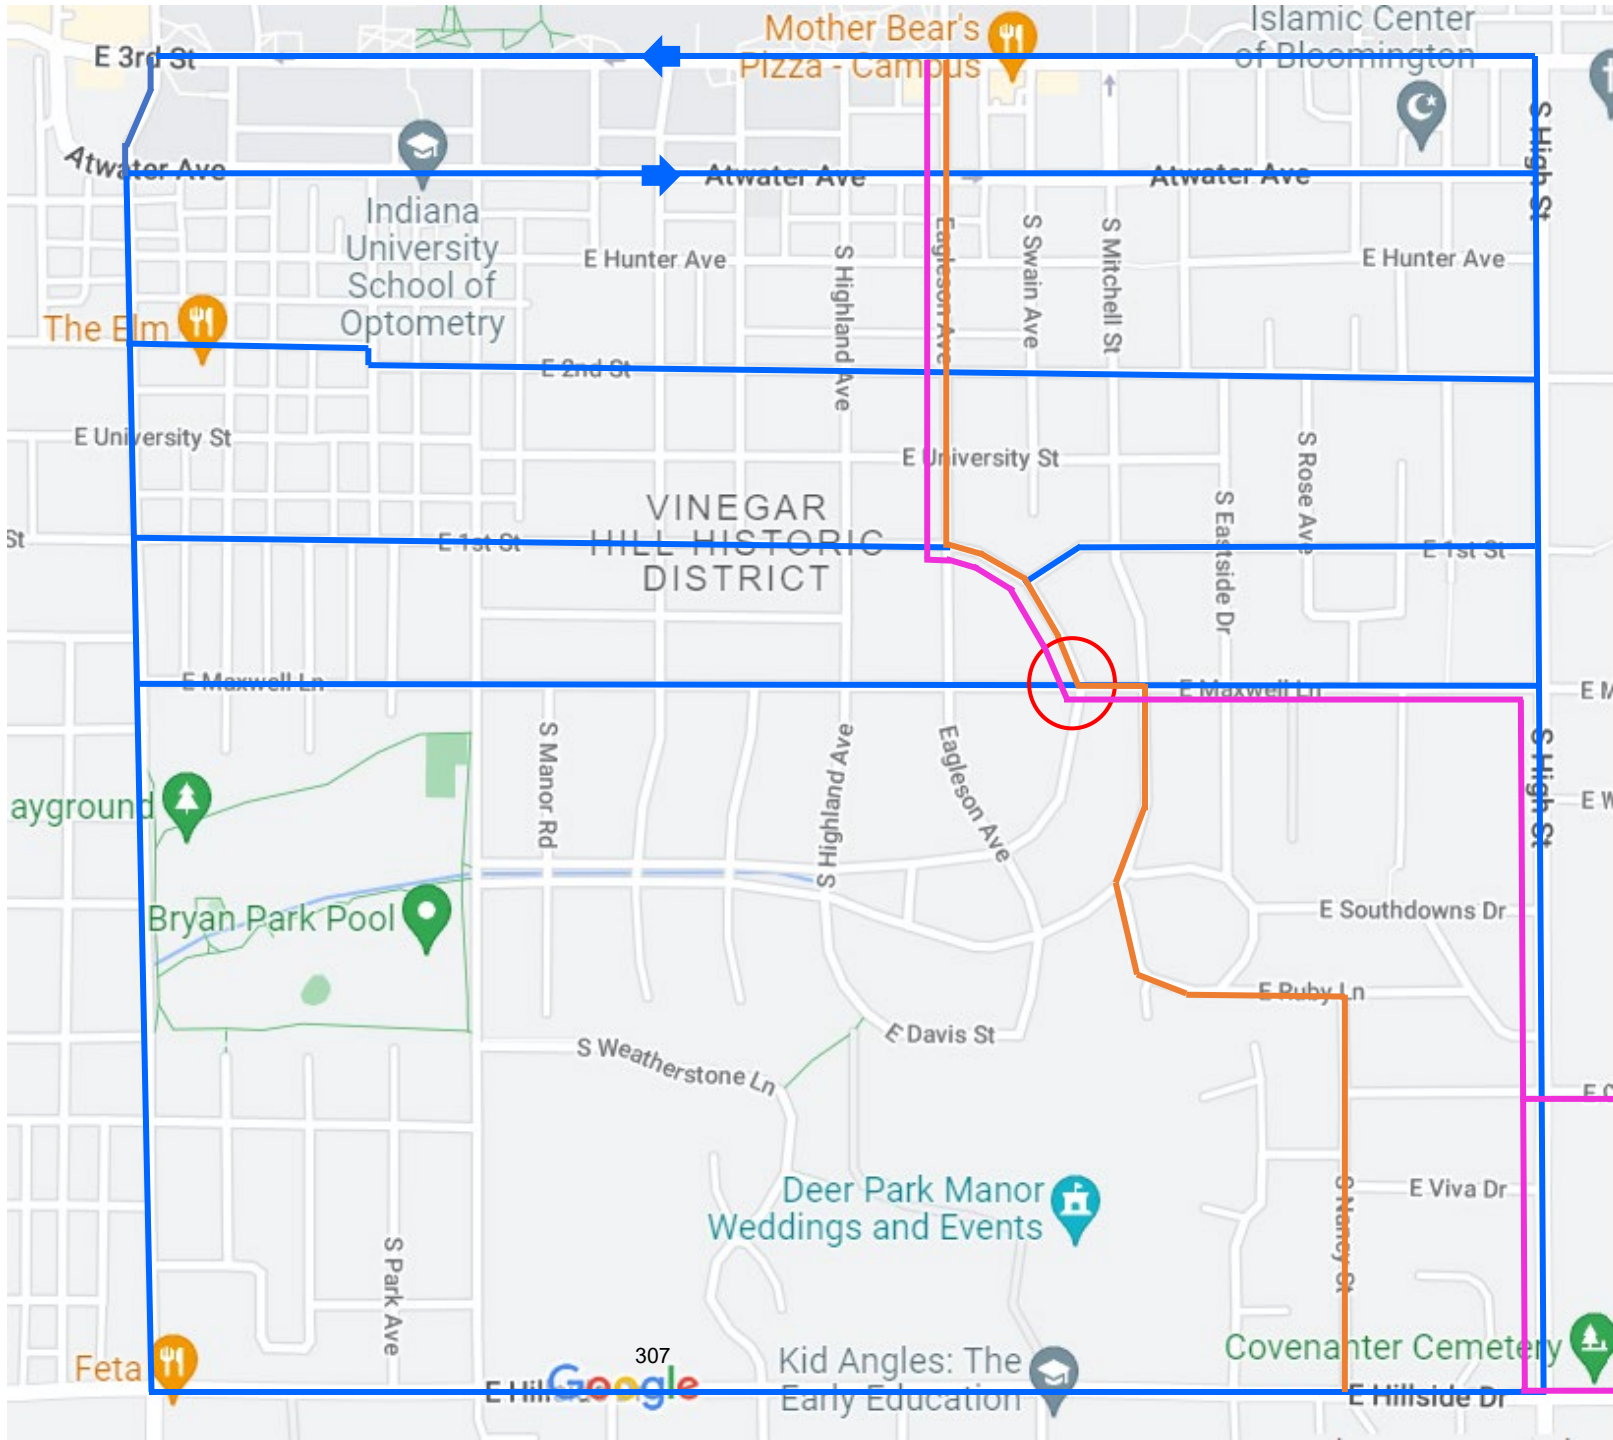 Mother Bear's
Pizza - Campus
Islamic Center
of Bloomington
E 3rd St
S High St
Atwater Ave
Atwater Ave
Atwater Ave
Indiana
University
School of
Optometry
E Hunter Ave
E Hunter Ave
S Highland Ave
Eagleson Ave
S Swain Ave
S Mitchell St
The Elm
E 2nd St
E University St
E University St
S Rose Ave
S Eastside Dr
VINEGAR
HILL HISTORIC
DISTRICT
St
E 1st St
E 1st St
E Maxwell Ln
E Maxwell Ln
E M
S Manor Rd
S Highland Ave
Eagleson Ave
S High St
E W
ayground
Bryan Park Pool
E Southdowns Dr
E Ruby Ln
E Davis St
S Weatherstone Ln
E C
Deer Park Manor
Weddings and Events
E Viva Dr
S Nancy St
S Park Ave
Covenanter Cemetery
307
Feta
Google
Kid Angles: The
Early Education
E Hillside Dr